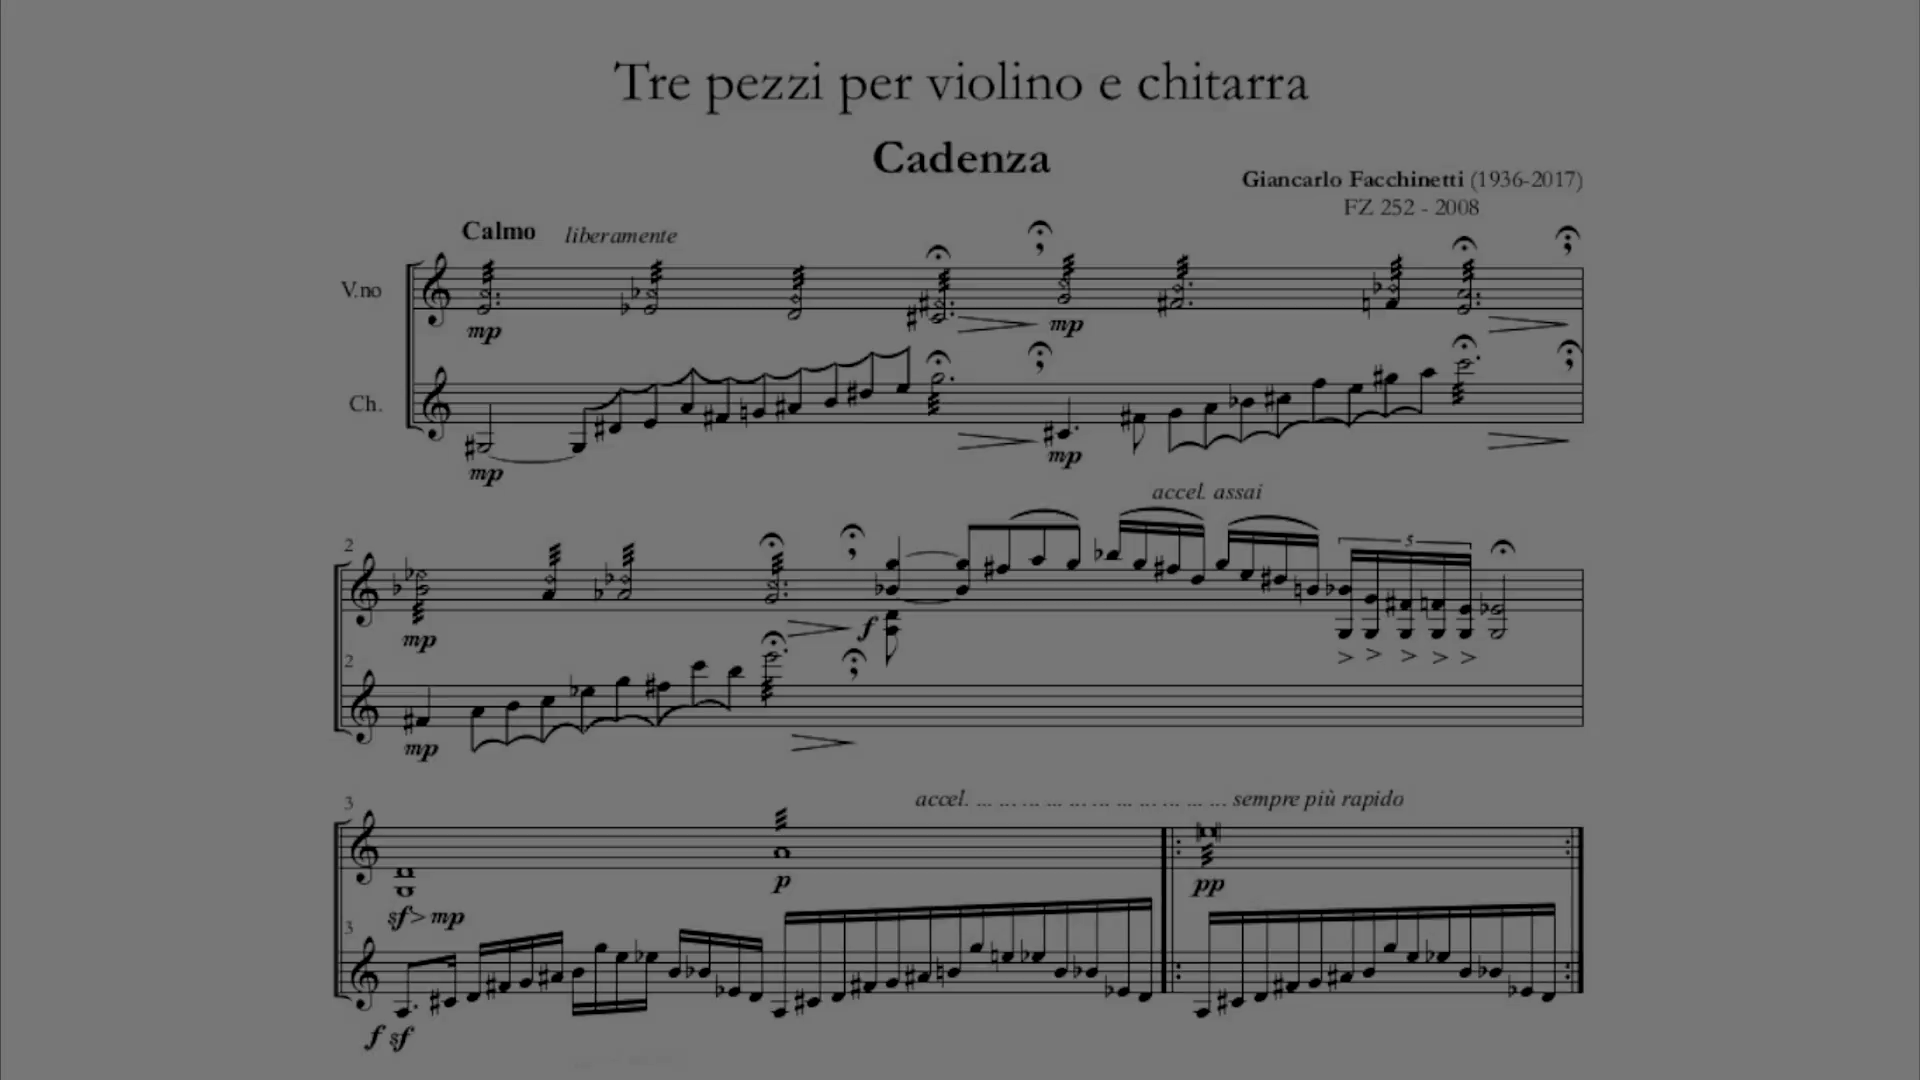 Tre pezzi per violino e chitarra
Cadenza
Giancarlo Facchinetti (1936-2017)
FZ 252 - 2008
Calmo liberamente
V.no
mp mp
Ch.
mp mp
accel. assai
5
2
mp f
2
mp
accel. ... ... ... ... ... ... ... ... ... ... ... sempre più rapido
3
p pp
sf> mp
3
f sf